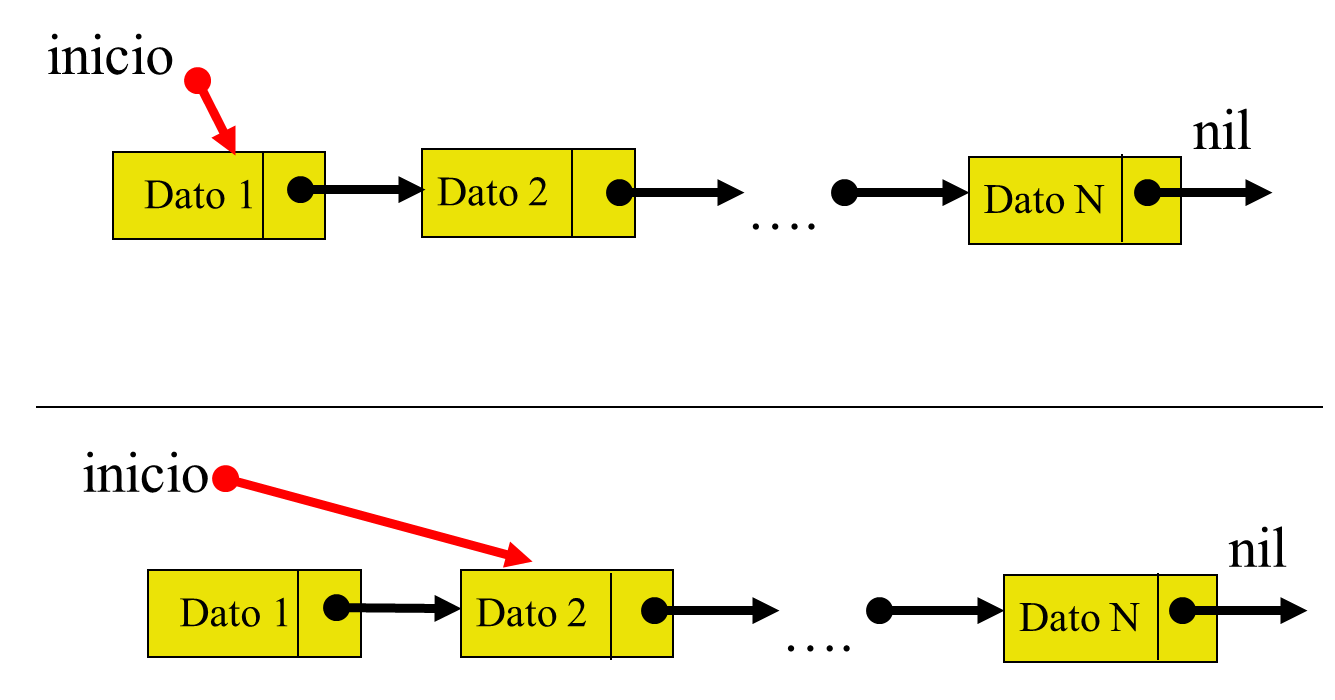 inicio
nil
Dato 1
Dato 2
....
Dato N
inicio
nil
Dato 1
Dato 2
....
Dato N